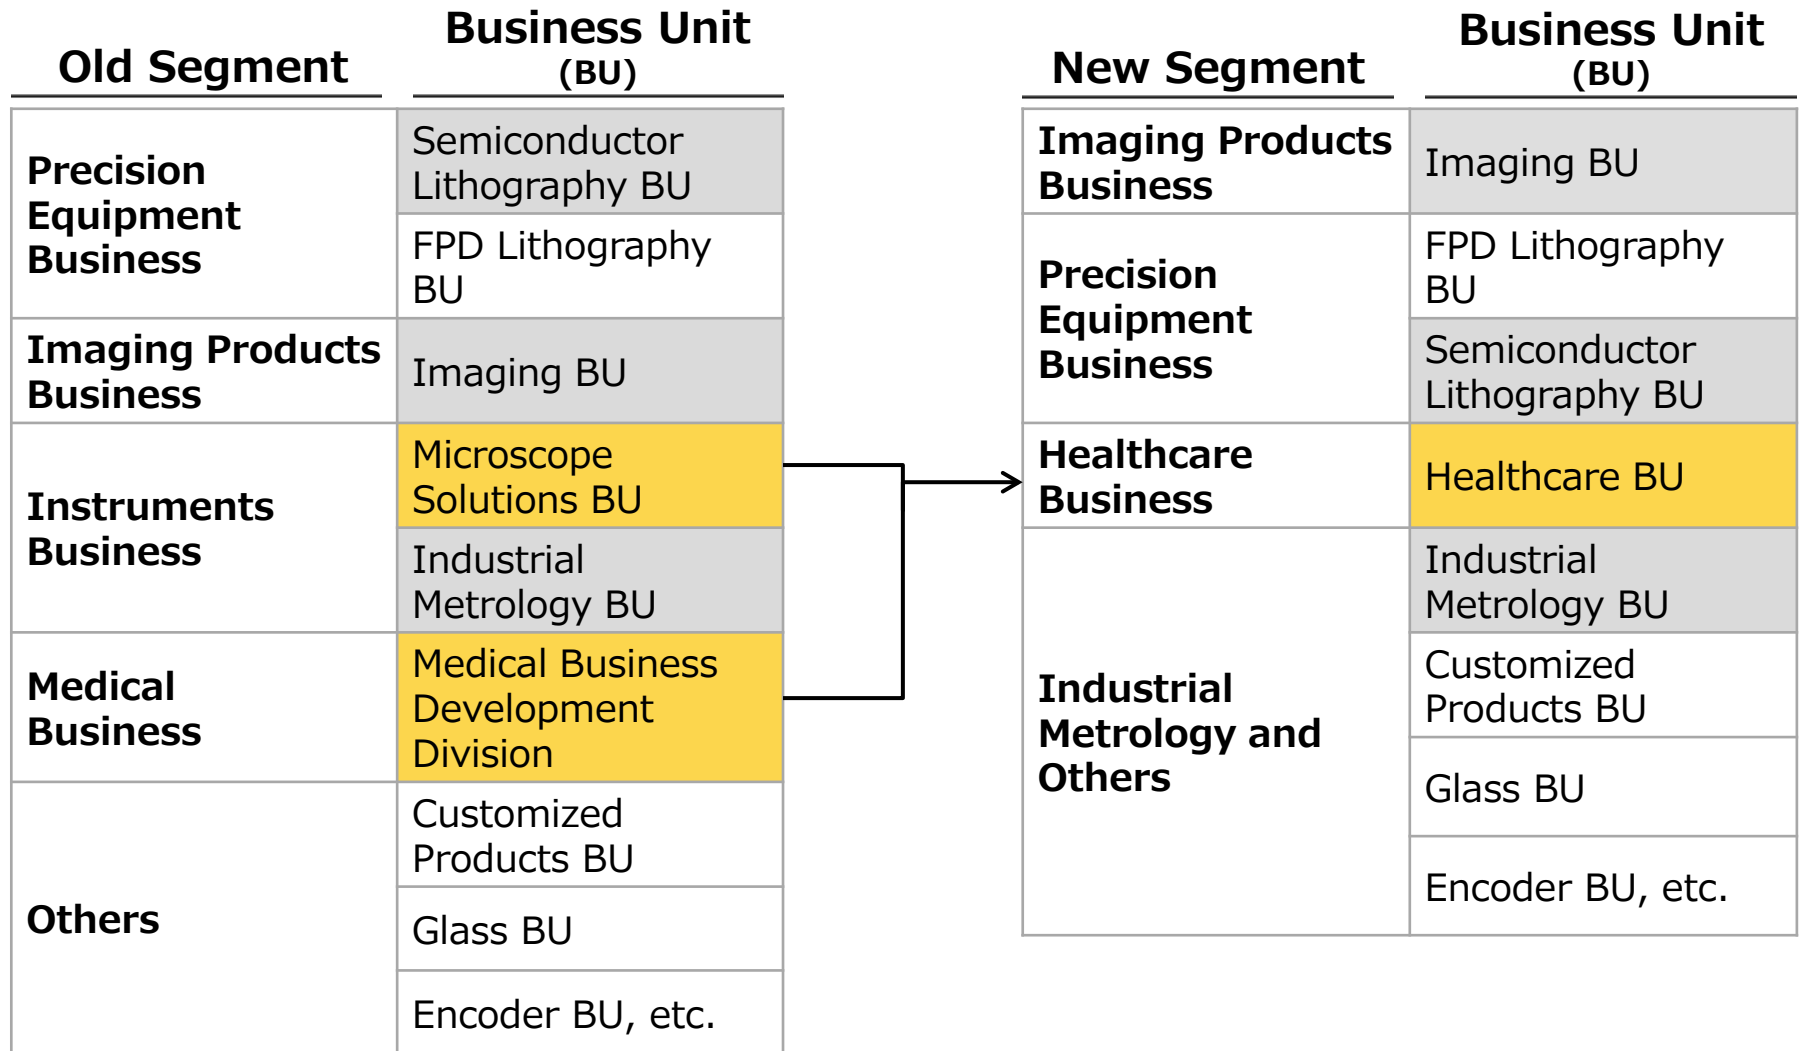 Old Segment
Business Unit
(BU)
Precision
Equipment
Business
Semiconductor
Lithography BU
FPD Lithography
BU
Imaging Products
Business
Imaging BU
Instruments
Business
Microscope
Solutions BU
Industrial
Metrology BU
Medical
Business
Medical Business
Development
Division
Others
Customized
Products BU
Glass BU
Encoder BU, etc.
New Segment
Business Unit
(BU)
Imaging Products
Business
Imaging BU
Precision
Equipment
Business
FPD Lithography
BU
Semiconductor
Lithography BU
Healthcare
Business
Healthcare BU
Industrial
Metrology and
Others
Industrial
Metrology BU
Customized
Products BU
Glass BU
Encoder BU, etc.